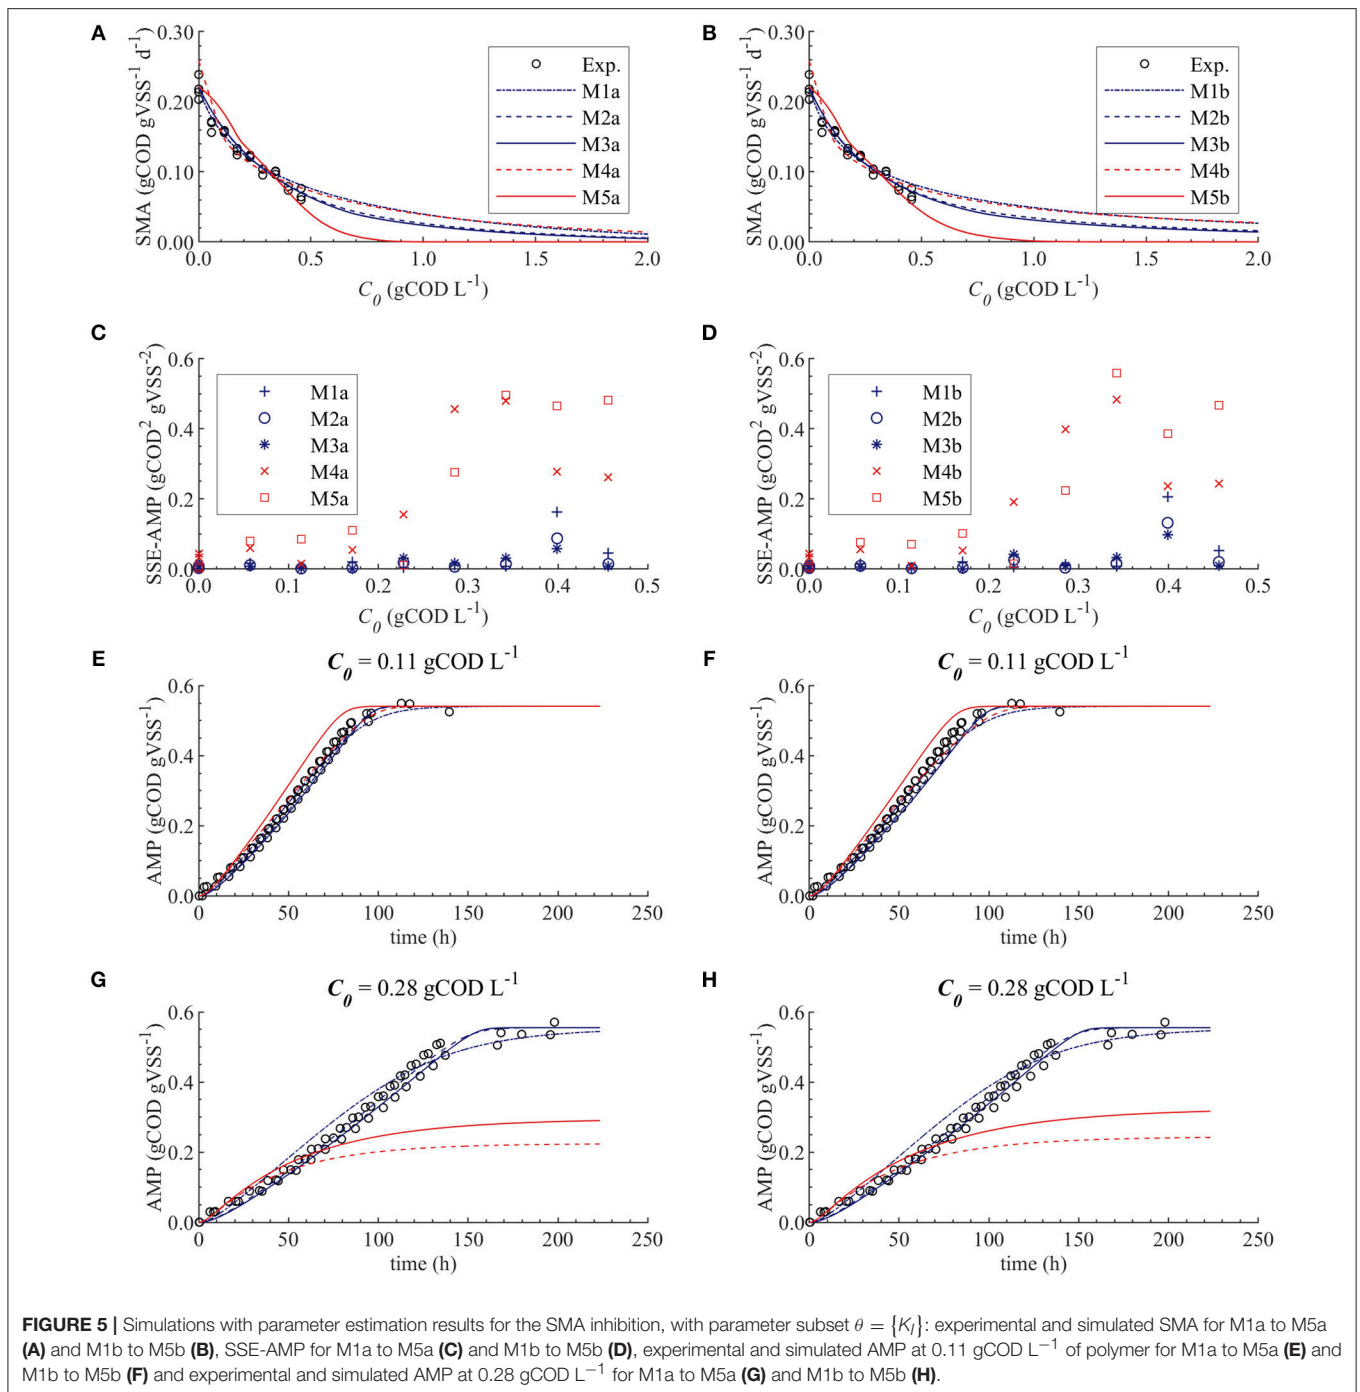 A
SMA (gCOD gVSS⁻¹ d⁻¹)
0.30
0.20
0.10
0.00
Exp.
M1a
M2a
M3a
M4a
M5a
0.0 0.5 1.0 1.5 2.0
C₀ (gCOD L⁻¹)
B
SMA (gCOD gVSS⁻¹ d⁻¹)
0.30
0.20
0.10
0.00
Exp.
M1b
M2b
M3b
M4b
M5b
0.0 0.5 1.0 1.5 2.0
C₀ (gCOD L⁻¹)
C
SSE-AMP (gCOD² gVSS⁻²)
0.6
0.4
0.2
0.0
M1a
M2a
M3a
M4a
M5a
0.0 0.1 0.2 0.3 0.4 0.5
C₀ (gCOD L⁻¹)
D
SSE-AMP (gCOD² gVSS⁻²)
0.6
0.4
0.2
0.0
M1b
M2b
M3b
M4b
M5b
0.0 0.1 0.2 0.3 0.4 0.5
C₀ (gCOD L⁻¹)
E
C₀ = 0.11 gCOD L⁻¹
AMP (gCOD gVSS⁻¹)
0.6
0.4
0.2
0.0
0 50 100 150 200 250
time (h)
F
C₀ = 0.11 gCOD L⁻¹
AMP (gCOD gVSS⁻¹)
0.6
0.4
0.2
0.0
0 50 100 150 200 250
time (h)
G
C₀ = 0.28 gCOD L⁻¹
AMP (gCOD gVSS⁻¹)
0.6
0.4
0.2
0.0
0 50 100 150 200 250
time (h)
H
C₀ = 0.28 gCOD L⁻¹
AMP (gCOD gVSS⁻¹)
0.6
0.4
0.2
0.0
0 50 100 150 200 250
time (h)
FIGURE 5 | Simulations with parameter estimation results for the SMA inhibition, with parameter subset θ = {K_I}: experimental and simulated SMA for M1a to M5a
(A) and M1b to M5b (B), SSE-AMP for M1a to M5a (C) and M1b to M5b (D), experimental and simulated AMP at 0.11 gCOD L⁻¹ of polymer for M1a to M5a (E) and
M1b to M5b (F) and experimental and simulated AMP at 0.28 gCOD L⁻¹ for M1a to M5a (G) and M1b to M5b (H).